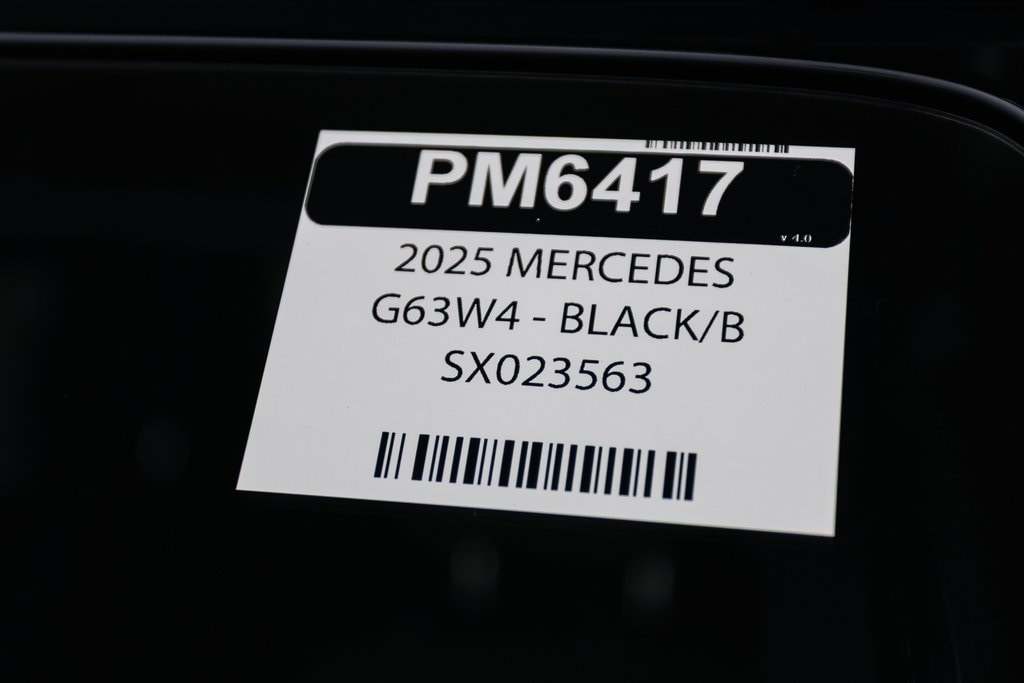 PM6417
v 4.0
2025 MERCEDES
G63W4 - BLACK/B
SX023563